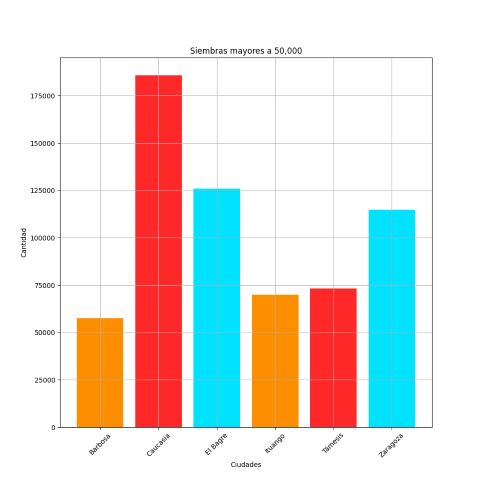 Siembras mayores a 50,000
Cantidad
175000
150000
125000
100000
75000
50000
25000
0
Barbosa
Caucasia
El Bagre
Ituango
Támesis
Zaragoza
Ciudades